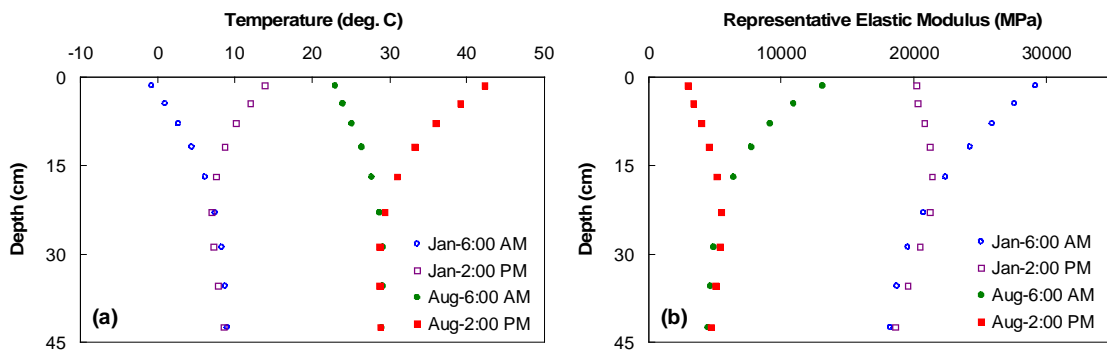 Temperature (deg. C)
-10 0 10 20 30 40 50
0
15
30
45
Depth (cm)
Jan-6:00 AM
Jan-2:00 PM
Aug-6:00 AM
Aug-2:00 PM
(a)
Representative Elastic Modulus (MPa)
0 10000 20000 30000
0
15
30
45
Depth (cm)
Jan-6:00 AM
Jan-2:00 PM
Aug-6:00 AM
Aug-2:00 PM
(b)